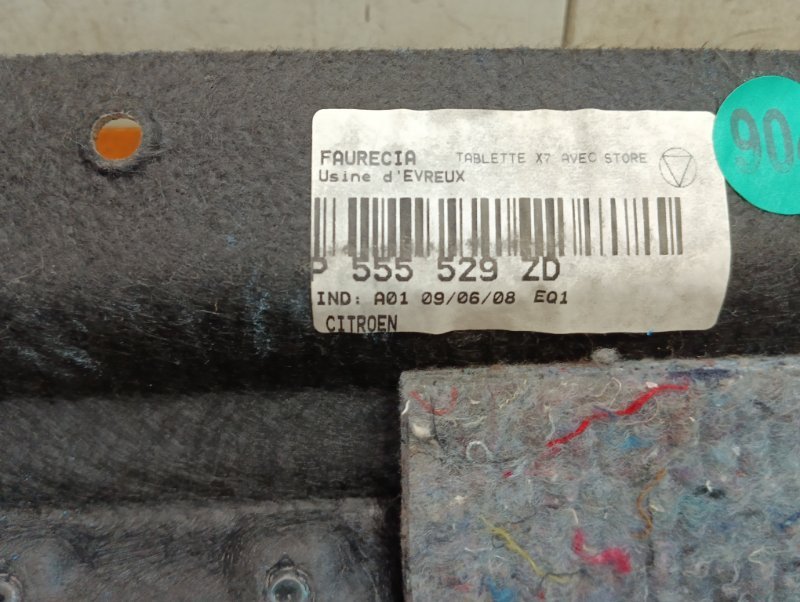 FAURECIA TABLETTE X7 AVEC STORE
Usine d'EVREUX
P 555 529 ZD
IND: A01 09/06/08 EQ1
CITROEN